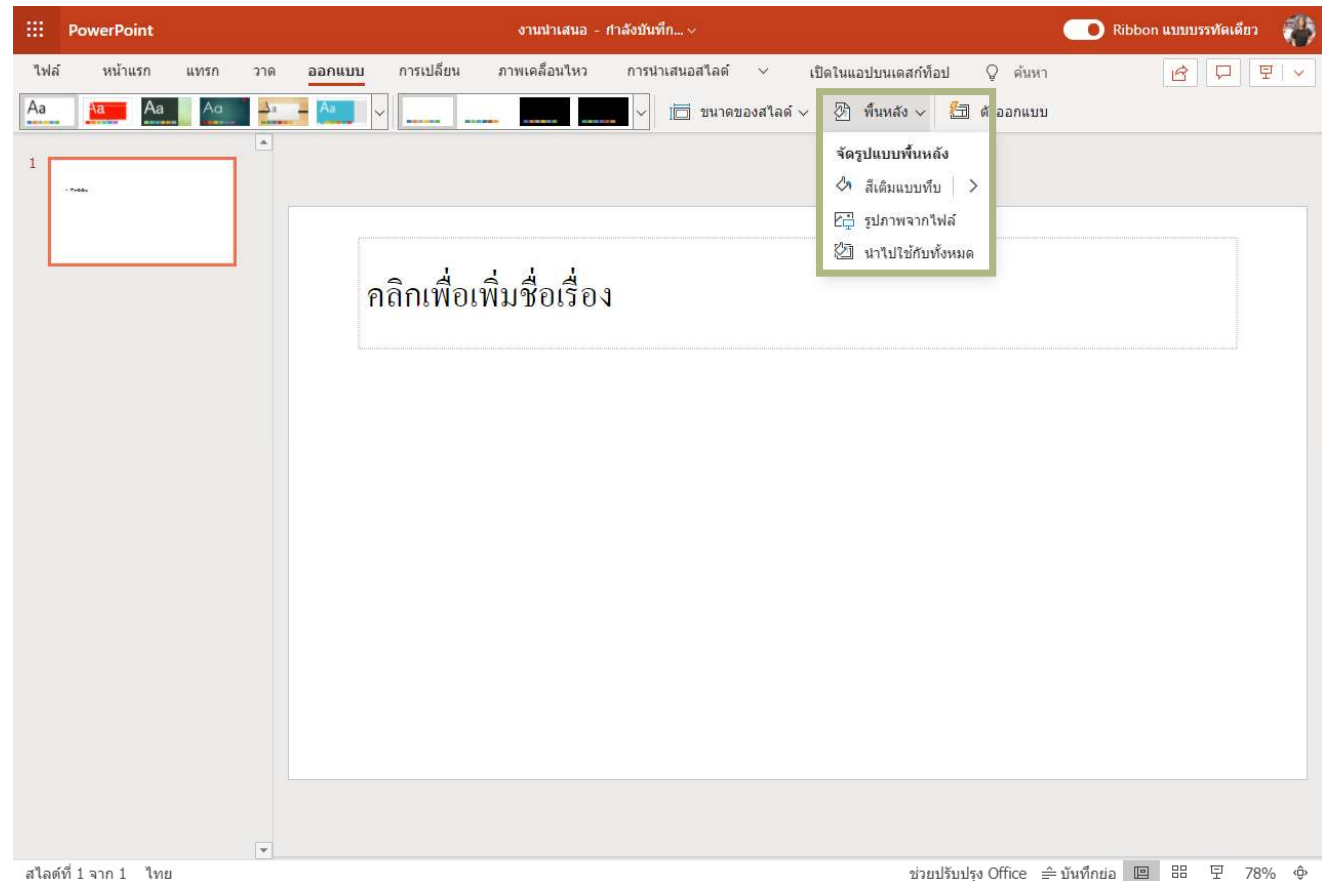 PowerPoint
งานนำเสนอ - กำลังบันทึก...
Ribbon แบบบรรทัดเดียว
ไฟล์ หน้าแรก แทรก วาด ออกแบบ การเปลี่ยน ภาพเคลื่อนไหว การนำเสนอสไลด์ เปิดในแอปบนเดสก์ท็อป ค้นหา
Aa Aa Aa Aa Aa Aa ขนาดของสไลด์ พื้นหลัง ออกแบบ
จัดรูปแบบพื้นหลัง
สีเติมแบบทึบ
รูปภาพจากไฟล์
นำไปใช้กับทั้งหมด
1
คลิกเพื่อเพิ่มชื่อเรื่อง
สไลด์ที่ 1 จาก 1 ไทย ช่วยปรับปรุง Office บันทึกย่อ 78%